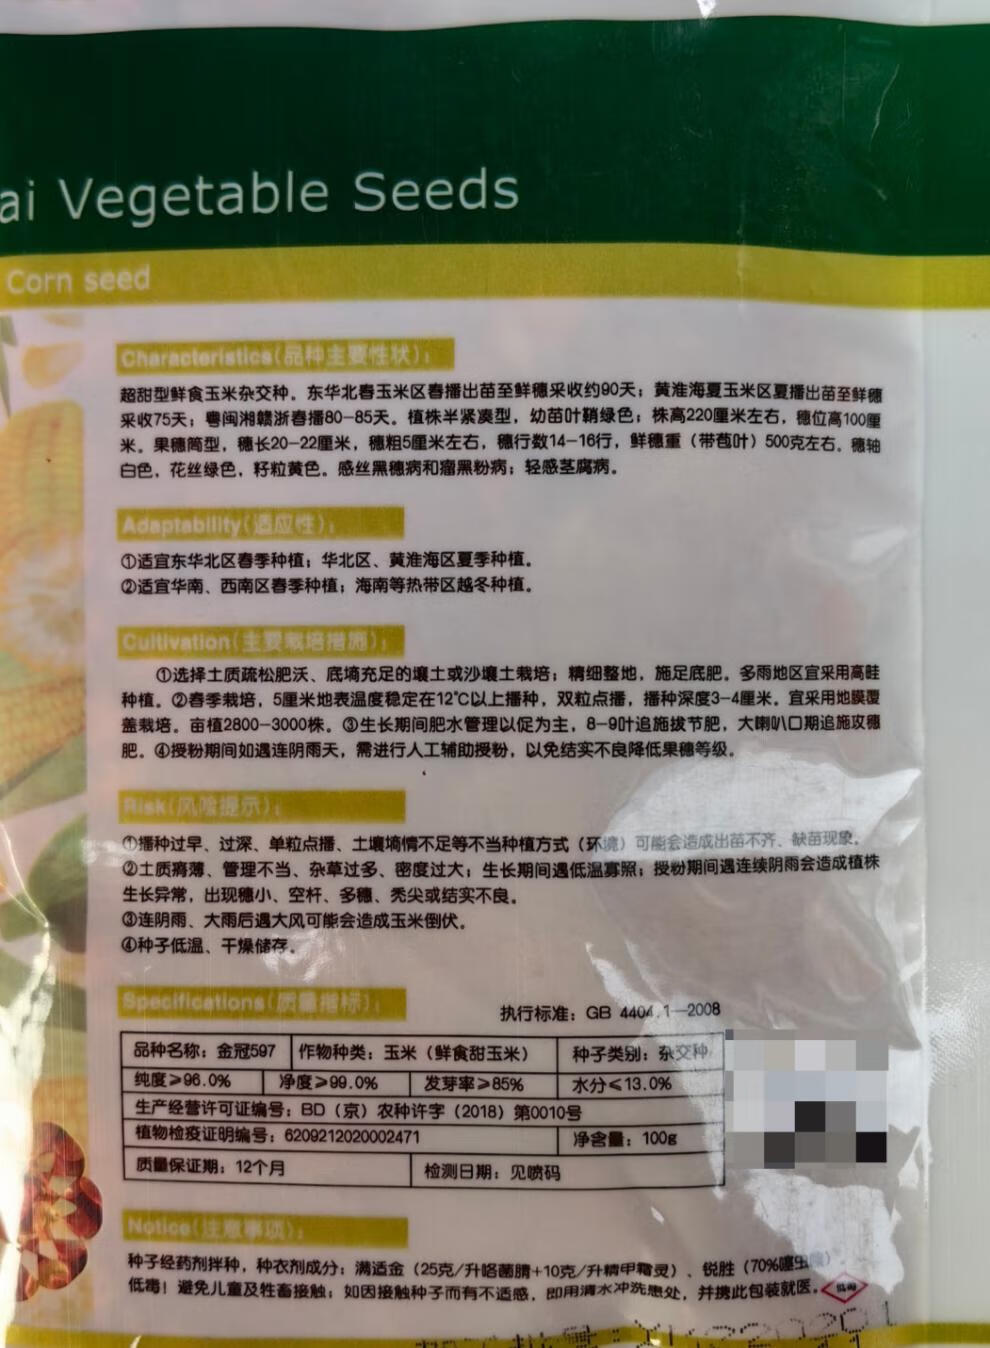 ai Vegetable Seeds
Corn seed
Characteristics(品种主要性状):
超甜型鲜食玉米杂交种。东华北春玉米区春播出苗至鲜穗采收约90天；黄淮海夏玉米区夏播出苗至鲜穗
采收75天；粤闽湘赣浙春播80-85天。植株半紧凑型，幼苗叶鞘绿色；株高220厘米左右，穗位高100厘
米。果穗筒型，穗长20-22厘米，穗粗5厘米左右，穗行数14-16行，鲜穗重（带苞叶）500克左右。穗轴
白色，花丝绿色，籽粒黄色。感丝黑穗病和瘤黑粉病；轻感茎腐病。
Adaptability(适应性):
①适宜东华北区春季种植；华北区、黄淮海区夏季种植。
②适宜华南、西南区春季种植；海南等热带区越冬种植。
Cultivation(主要栽培措施):
①选择土质疏松肥沃、底墒充足的壤土或沙壤土栽培；精细整地，施足底肥。多雨地区宜采用高畦
种植。②春季栽培，5厘米地表温度稳定在12℃以上播种，双粒点播，播种深度3-4厘米。宜采用地膜覆
盖栽培。亩植2800-3000株。③生长期间肥水管理以促为主，8-9叶追施拔节肥，大喇叭口期追施攻穗
肥。④授粉期间如遇连阴雨天，需进行人工辅助授粉，以免结实不良降低果穗等级。
Risk(风险提示):
①播种过早、过深、单粒点播、土壤墒情不足等不当种植方式（环境）可能会造成出苗不齐、缺苗现象。
②土质瘠薄、管理不当、杂草过多、密度过大；生长期间遇低温寡照；授粉期间遇连续阴雨会造成植株
生长异常，出现穗小、空杆、多穗、秃尖或结实不良。
③连阴雨、大雨后遇大风可能会造成玉米倒伏。
④种子低温、干燥储存。
Specifications(质量指标):
执行标准：GB 4404.1—2008
品种名称：金冠597 作物种类：玉米（鲜食甜玉米） 种子类别：杂交种
纯度≥96.0% 净度≥99.0% 发芽率≥85% 水分≤13.0%
生产经营许可证编号：BD（京）农种许字（2018）第0010号
植物检疫证明编号：6209212020002471 净含量：100g
质量保证期：12个月 检测日期：见喷码
Notice(注意事项):
种子经药剂拌种，种衣剂成分：满适金（25克/升咯菌腈+10克/升精甲霜灵）、锐胜（70%噻虫嗪）
低毒！避免儿童及牲畜接触；如因接触种子而有不适感，即用清水冲洗患处，并携此包装就医。